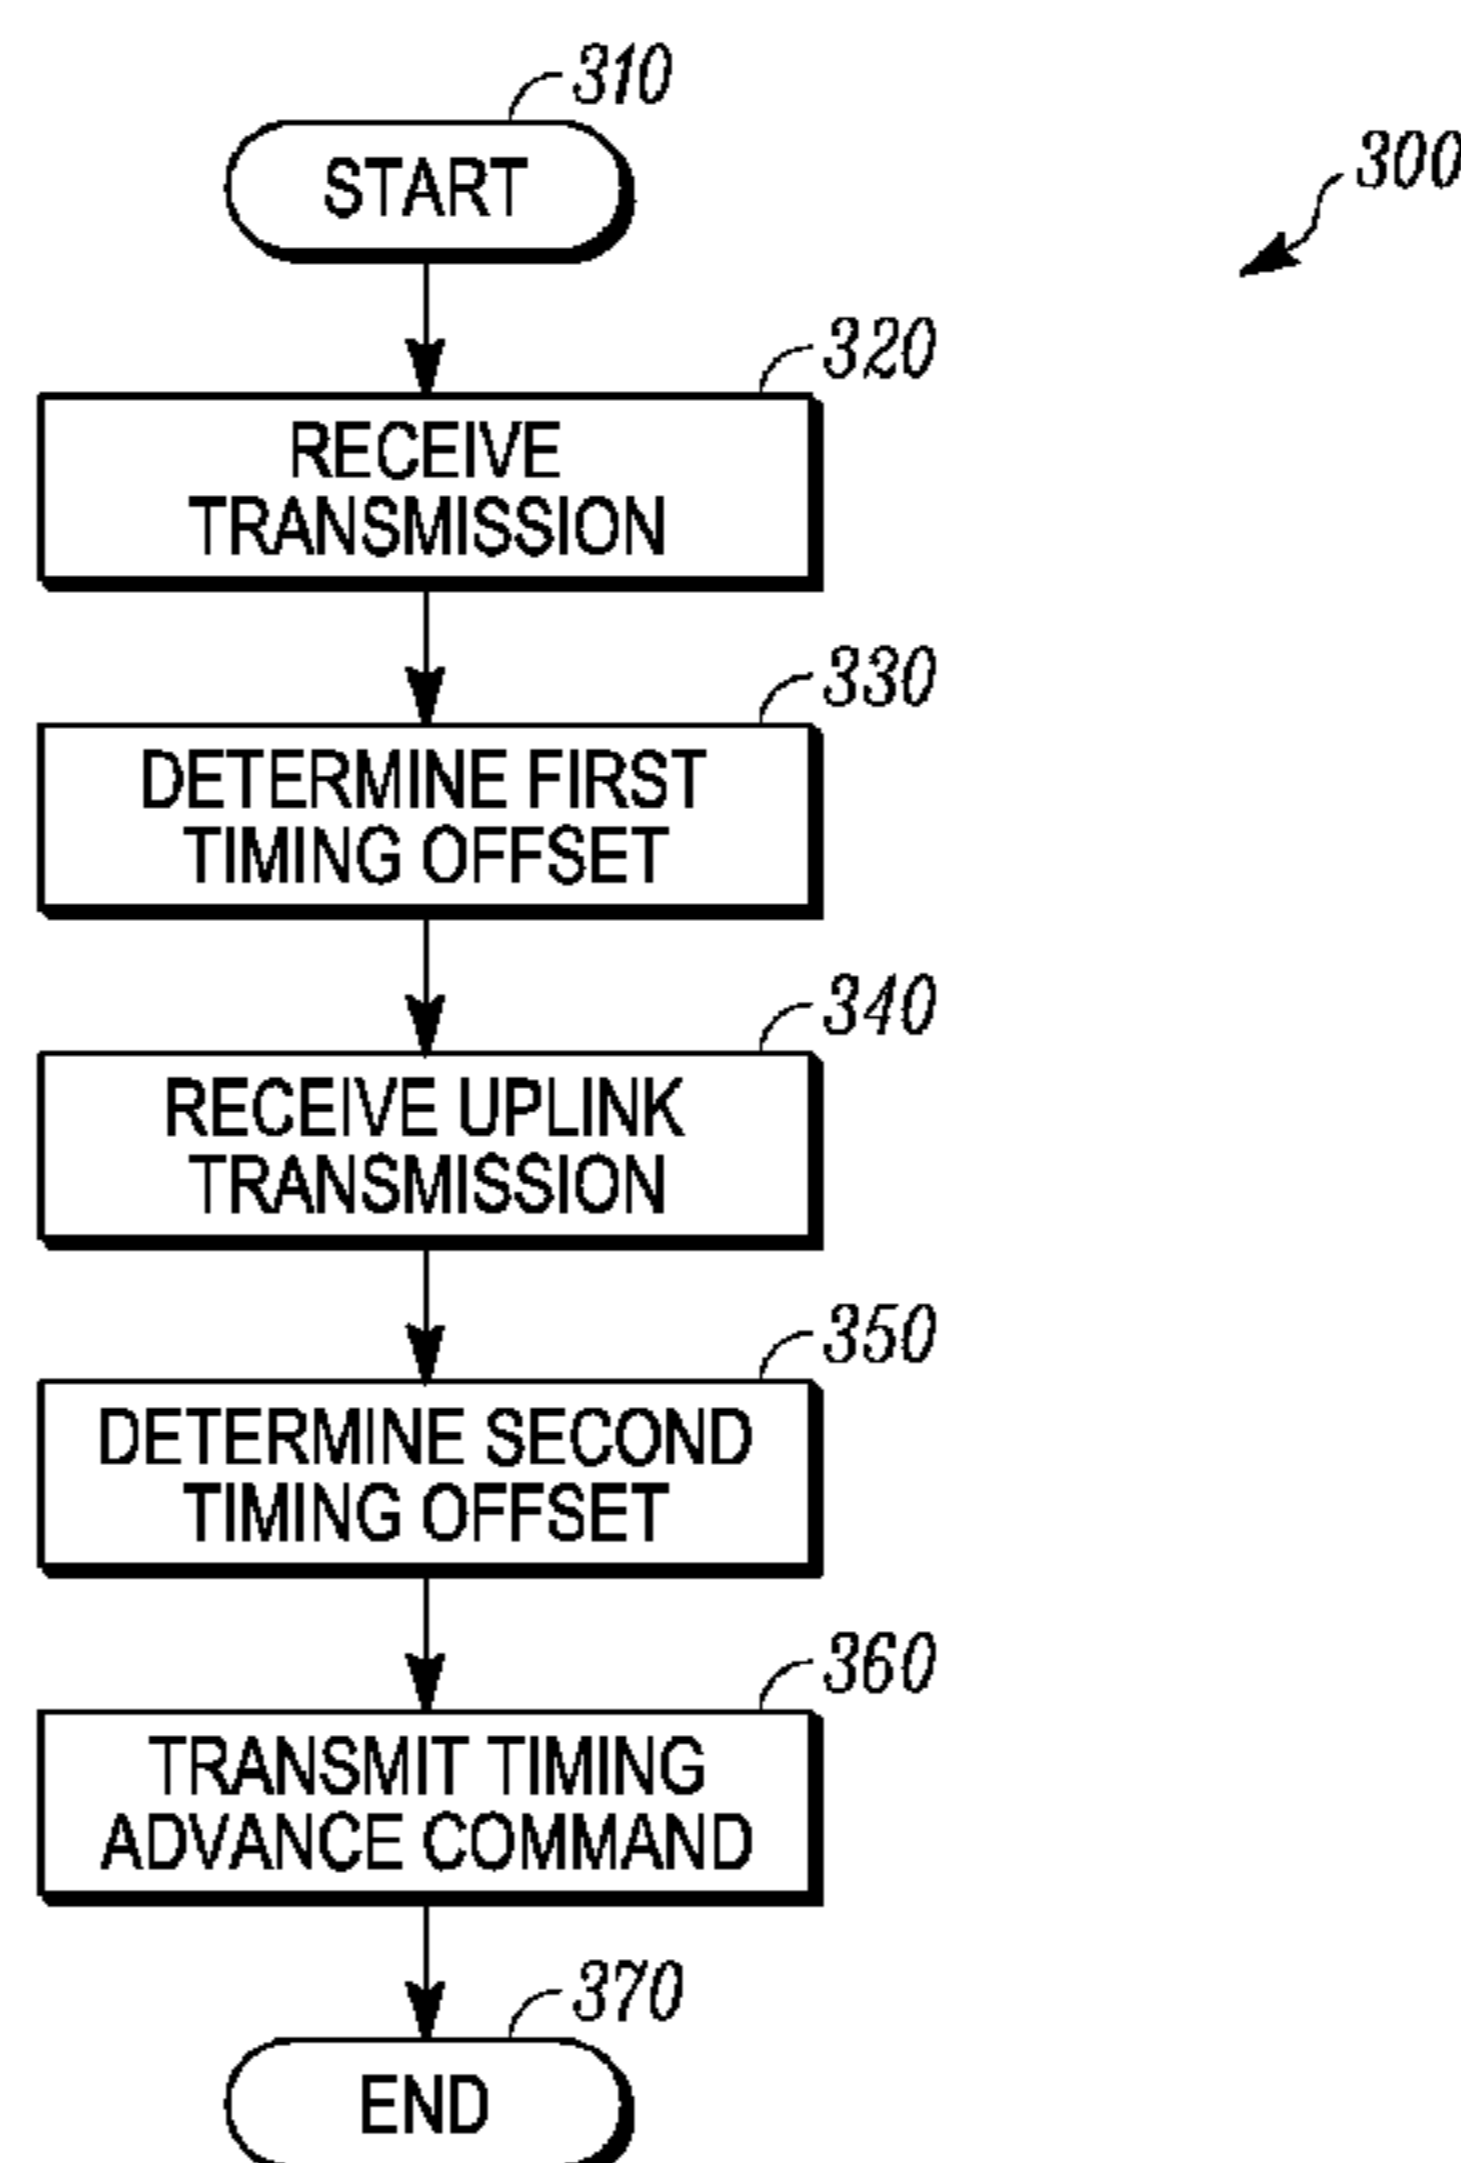 310
START
300
320
RECEIVE
TRANSMISSION
330
DETERMINE FIRST
TIMING OFFSET
340
RECEIVE UPLINK
TRANSMISSION
350
DETERMINE SECOND
TIMING OFFSET
360
TRANSMIT TIMING
ADVANCE COMMAND
370
END